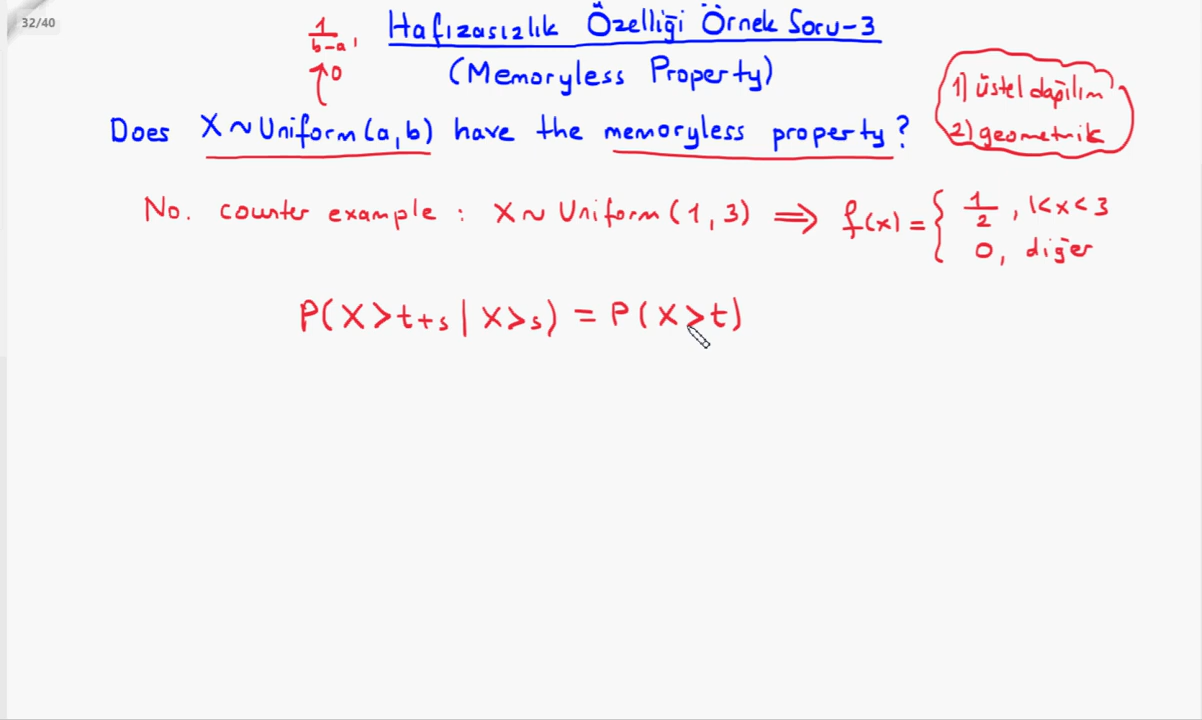 32/40
Hafızasızlık Özelliği Örnek Soru-3
1/(b-a),
0
(Memoryless Property)
1) üstel dağılım
2) geometrik
Does X~Uniform(a,b) have the memoryless property?
No. counter example : X~Uniform(1,3) ⇒ f(x) = { 1/2, 1<x<3
0, diğer
P(X>t+s | X>s) = P(X>t)